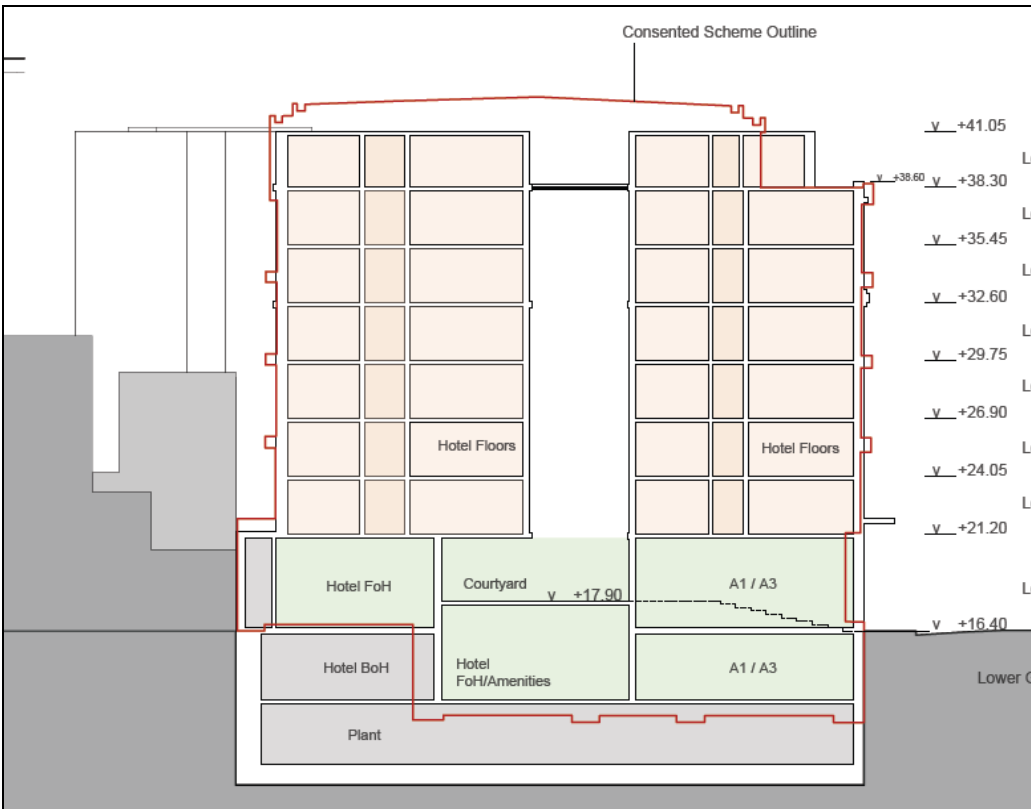 Consented Scheme Outline
+41.05
L
+38.60
+38.30
L
+35.45
L
+32.60
L
+29.75
L
+26.90
Hotel Floors
Hotel Floors
L
+24.05
L
+21.20
Hotel FoH
Courtyard
A1 / A3
L
+17.90
+16.40
Hotel BoH
Hotel
FoH/Amenities
A1 / A3
Lower
Plant